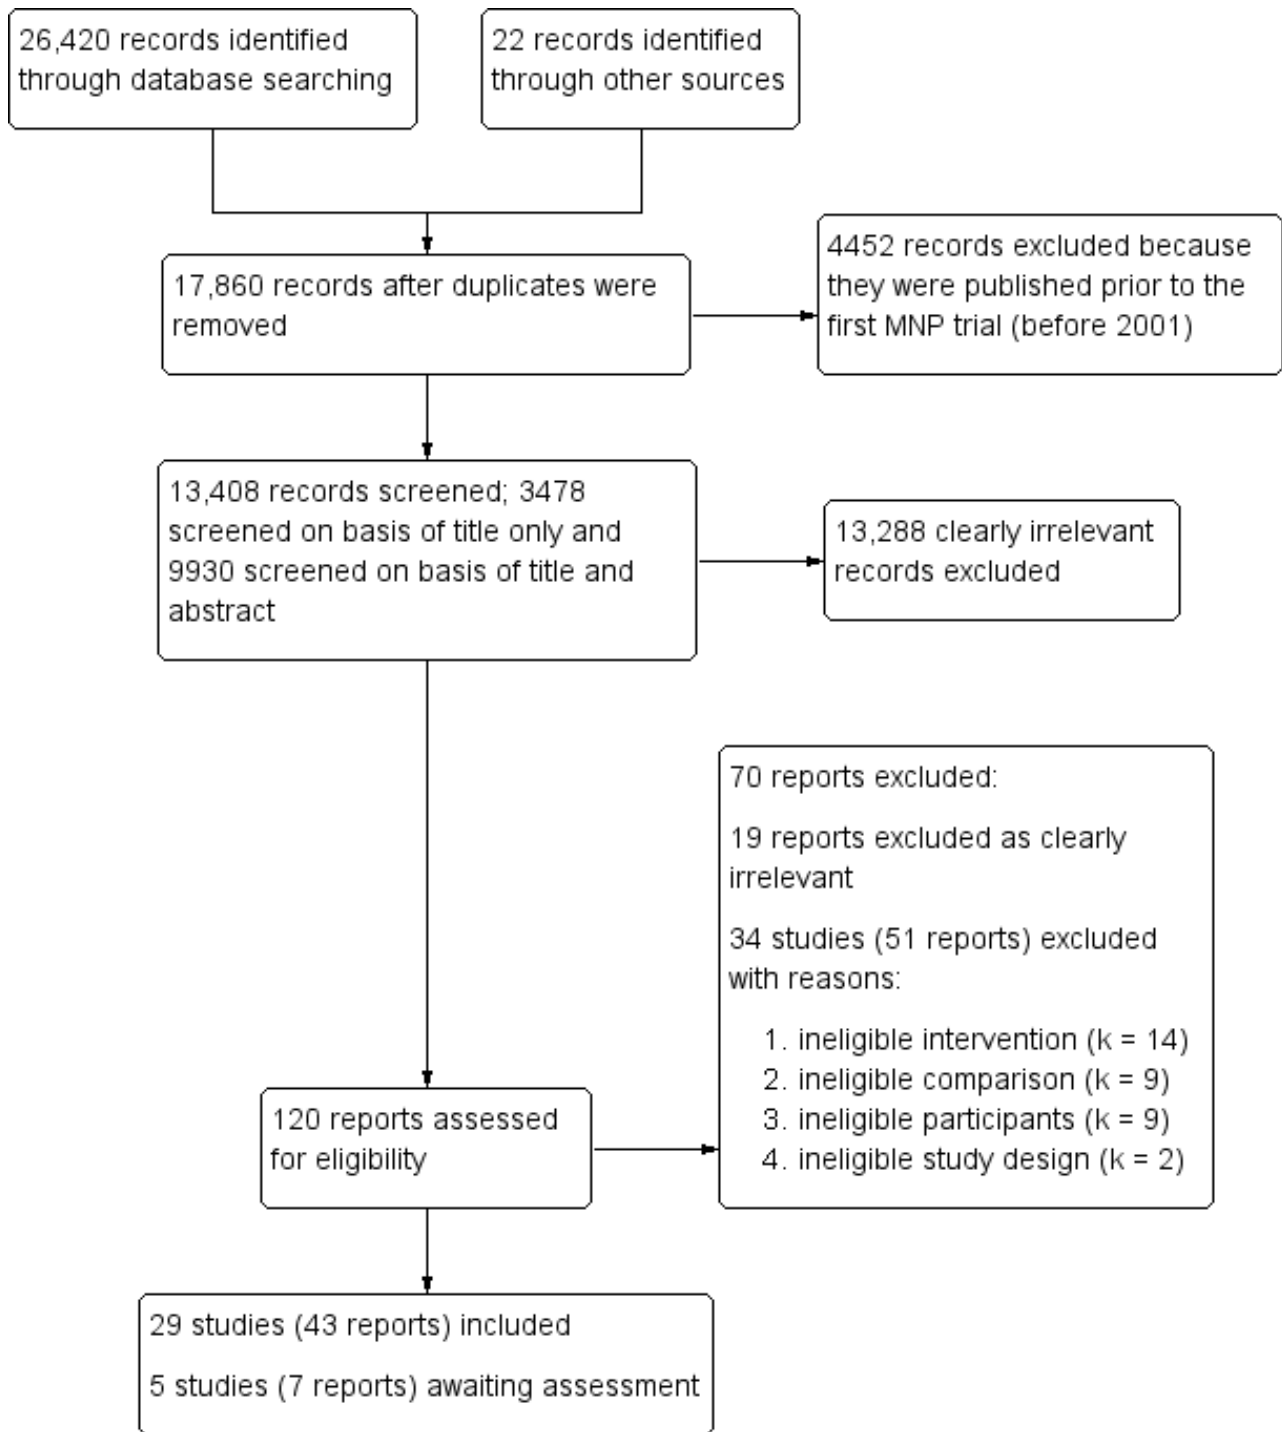 26,420 records identified
through database searching
22 records identified
through other sources
17,860 records after duplicates were
removed
4452 records excluded because
they were published prior to the
first MNP trial (before 2001)
13,408 records screened; 3478
screened on basis of title only and
9930 screened on basis of title and
abstract
13,288 clearly irrelevant
records excluded
70 reports excluded:
19 reports excluded as clearly
irrelevant
34 studies (51 reports) excluded
with reasons:
1. ineligible intervention (k = 14)
2. ineligible comparison (k = 9)
3. ineligible participants (k = 9)
4. ineligible study design (k = 2)
120 reports assessed
for eligibility
29 studies (43 reports) included
5 studies (7 reports) awaiting assessment